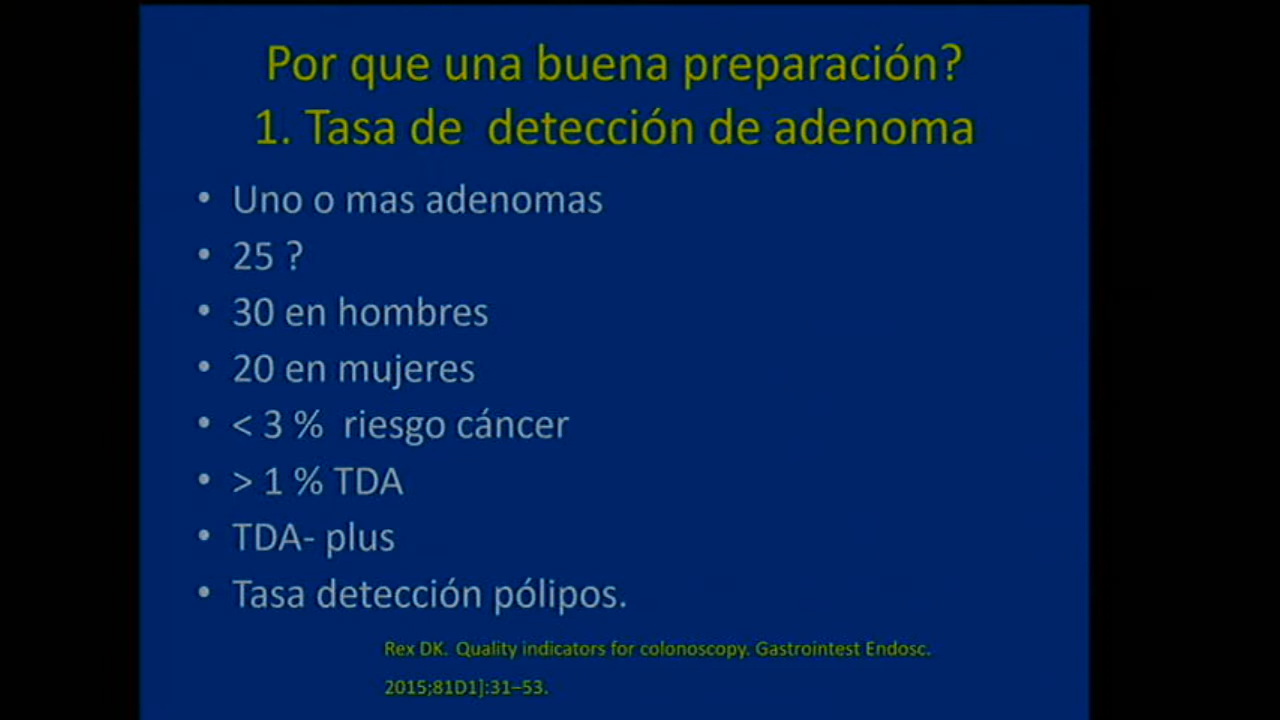 Por que una buena preparación?
1. Tasa de detección de adenoma
• Uno o mas adenomas
• 25 ?
• 30 en hombres
• 20 en mujeres
• < 3 % riesgo cáncer
• > 1 % TDA
• TDA- plus
• Tasa detección pólipos.
Rex DK. Quality indicators for colonoscopy. Gastrointest Endosc.
2015;81D1]:31–53.